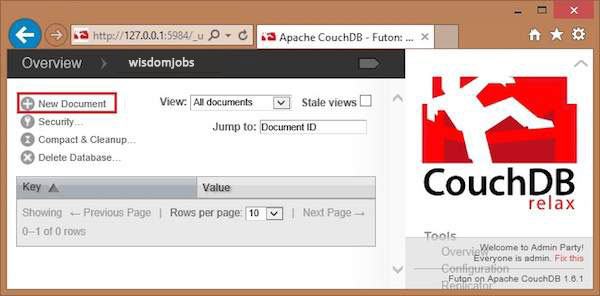 http://127.0.0.1:5984/_u
Apache CouchDB - Futon: ...
Overview
wisdomjobs
New Document
View: All documents
Stale views
Security...
Jump to: Document ID
Compact & Cleanup...
Delete Database...
Key
Value
Showing ← Previous Page | Rows per page: 10 | Next Page →
0–1 of 0 rows
CouchDB
relax
Tools
Overview
Configuration
Replicator
Welcome to Admin Party!
Everyone is admin. Fix this
Futon on Apache CouchDB 1.6.1